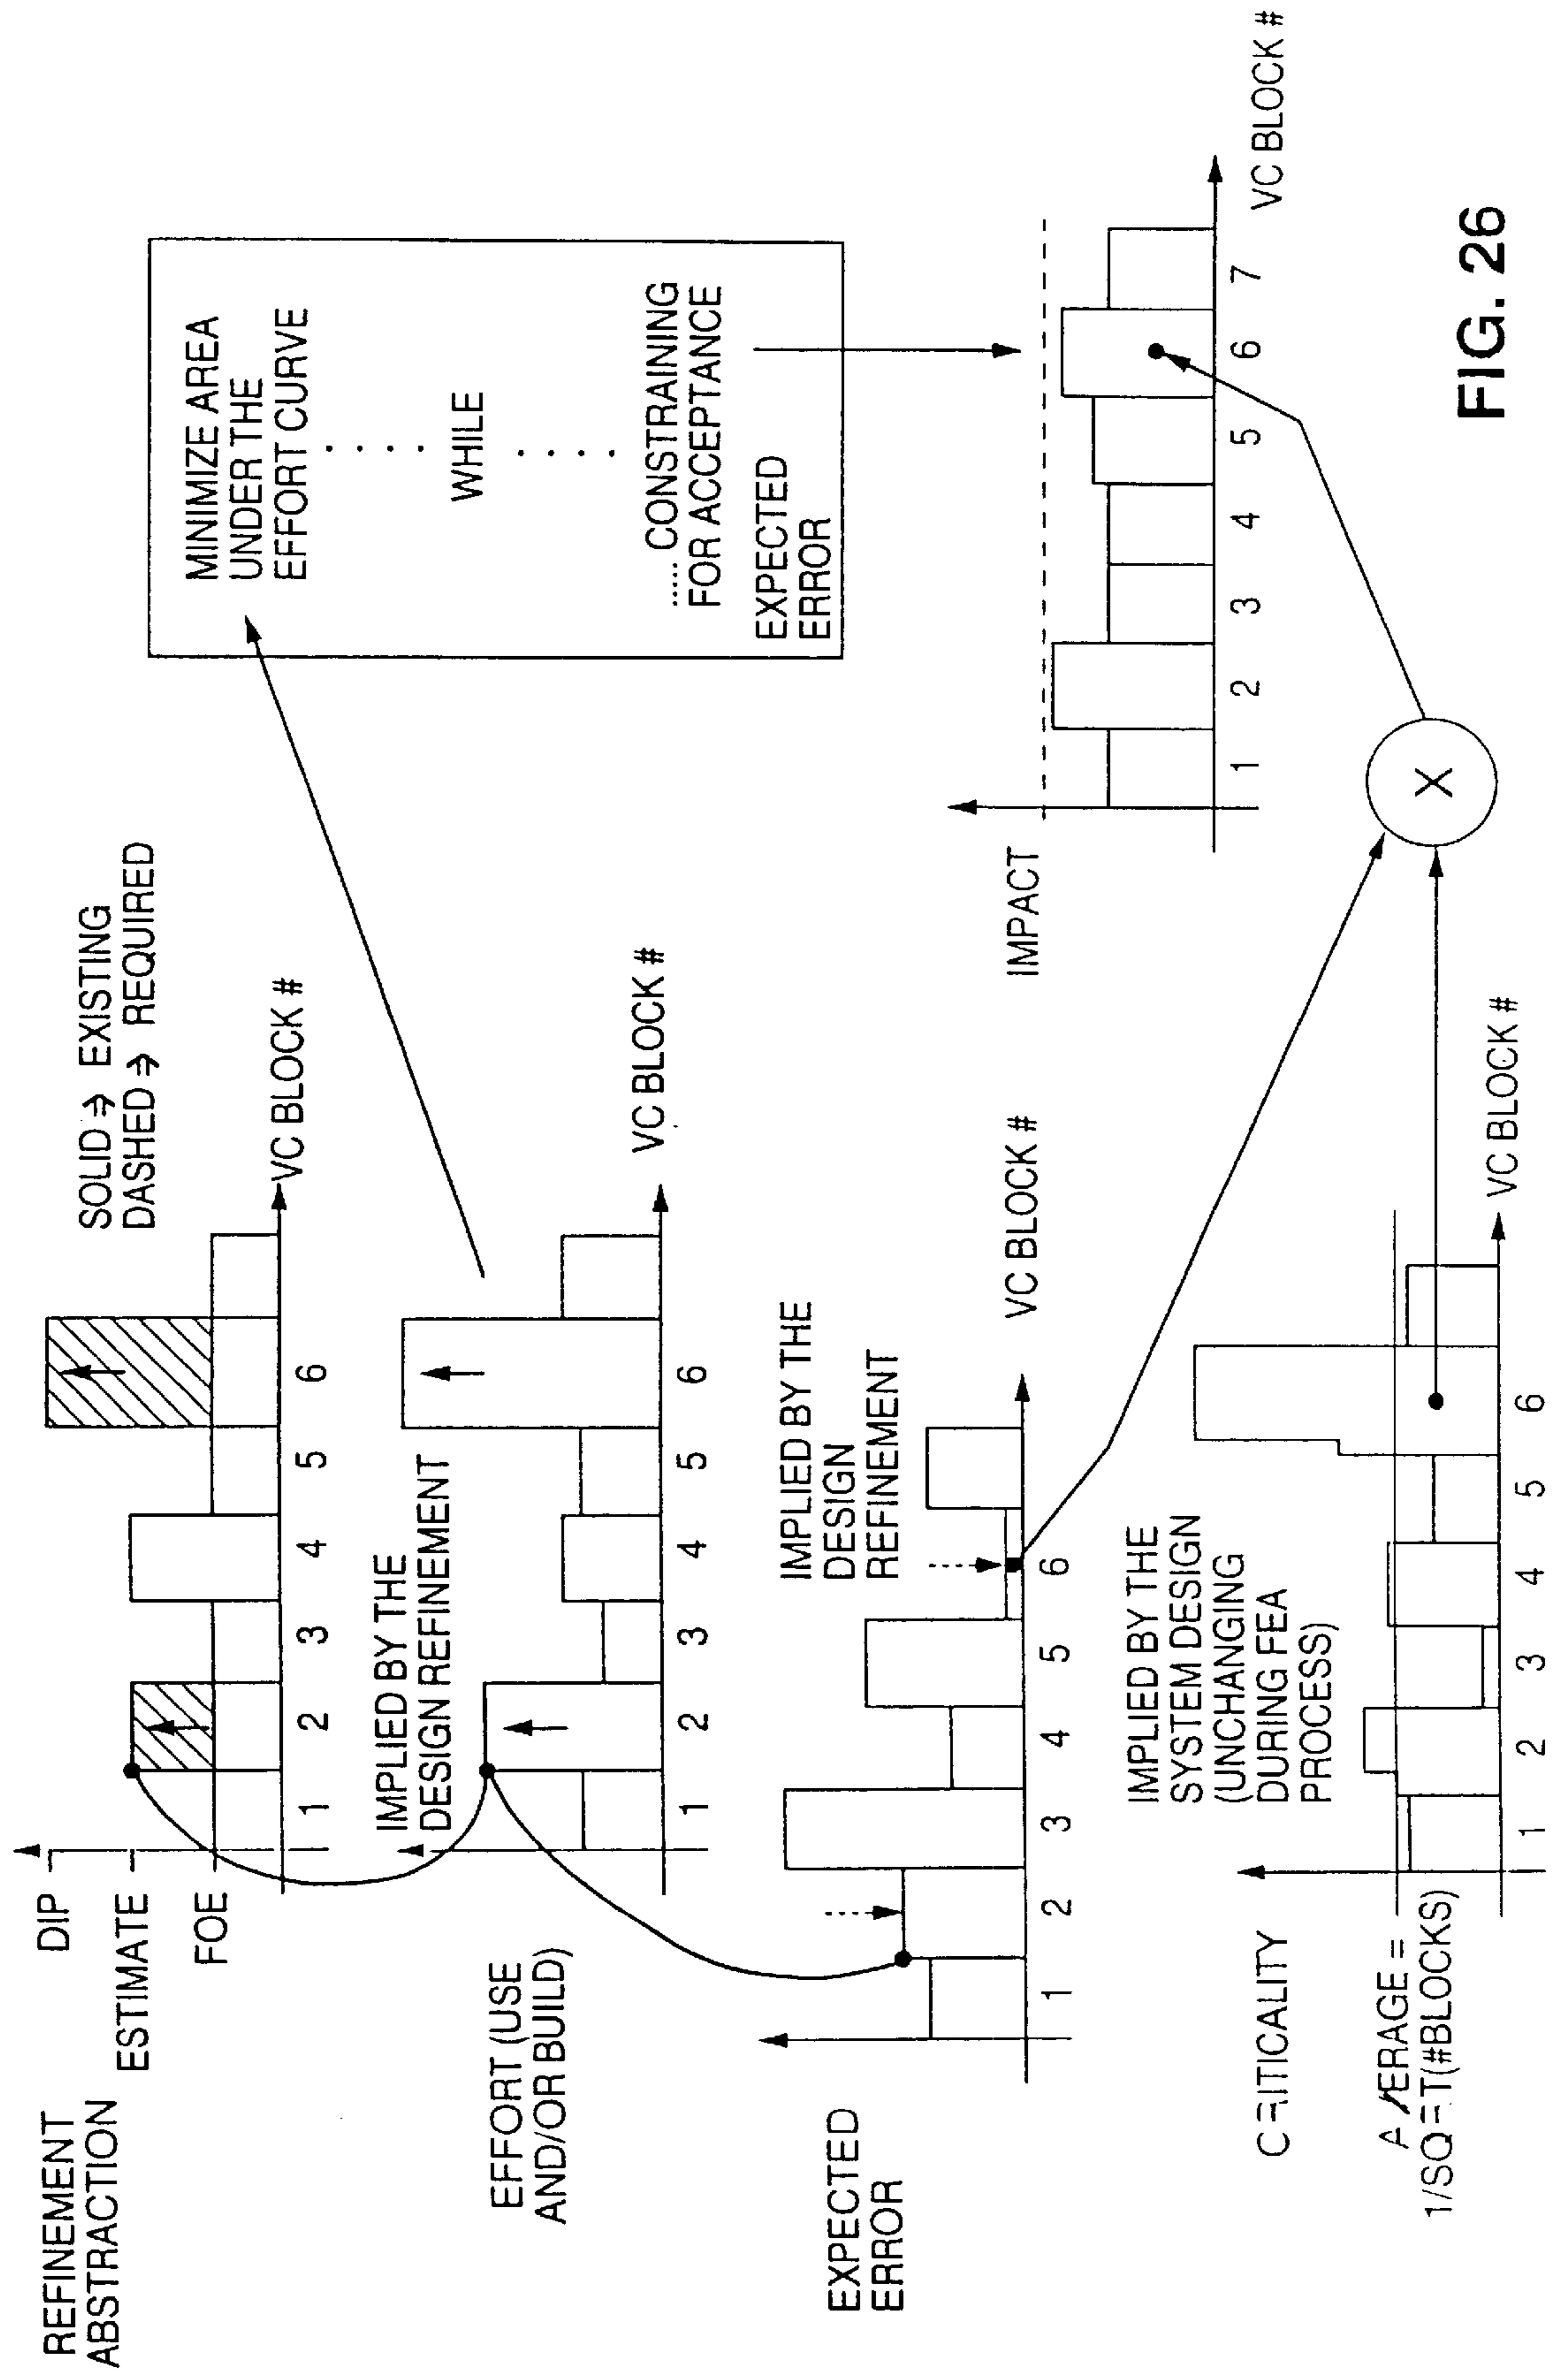 REFINEMENT
ABSTRACTION
DIP
ESTIMATE
FOE
SOLID ⇒ EXISTING
DASHED ⇒ REQUIRED
1 2 3 4 5 6
VC BLOCK #
EFFORT (USE
AND/OR BUILD)
IMPLIED BY THE
DESIGN REFINEMENT
1 2 3 4 5 6
VC BLOCK #
MINIMIZE AREA
UNDER THE
EFFORT CURVE
. . . .
WHILE
. . . .
...... CONSTRAINING
FOR ACCEPTANCE
EXPECTED
ERROR
EXPECTED
ERROR
IMPLIED BY THE
DESIGN
REFINEMENT
1 2 3 4 5 6
VC BLOCK #
IMPACT
1 2 3 4 5 6 7
VC BLOCK #
X
CRITICALITY
AVERAGE =
1/SQRT(#BLOCKS)
IMPLIED BY THE
SYSTEM DESIGN
(UNCHANGING
DURING FEA
PROCESS)
1 2 3 4 5 6
VC BLOCK #
FIG. 26